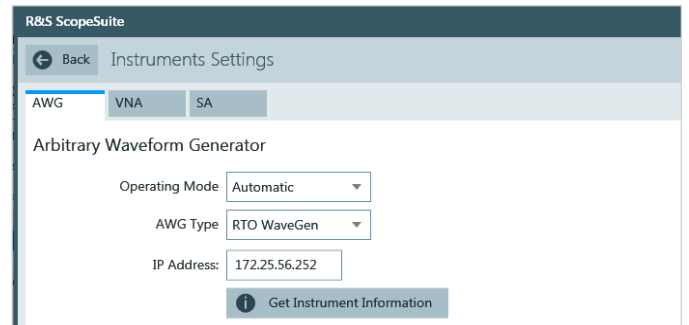 R&S ScopeSuite
Back Instruments Settings
AWG VNA SA
Arbitrary Waveform Generator
Operating Mode Automatic
AWG Type RTO WaveGen
IP Address: 172.25.56.252
Get Instrument Information